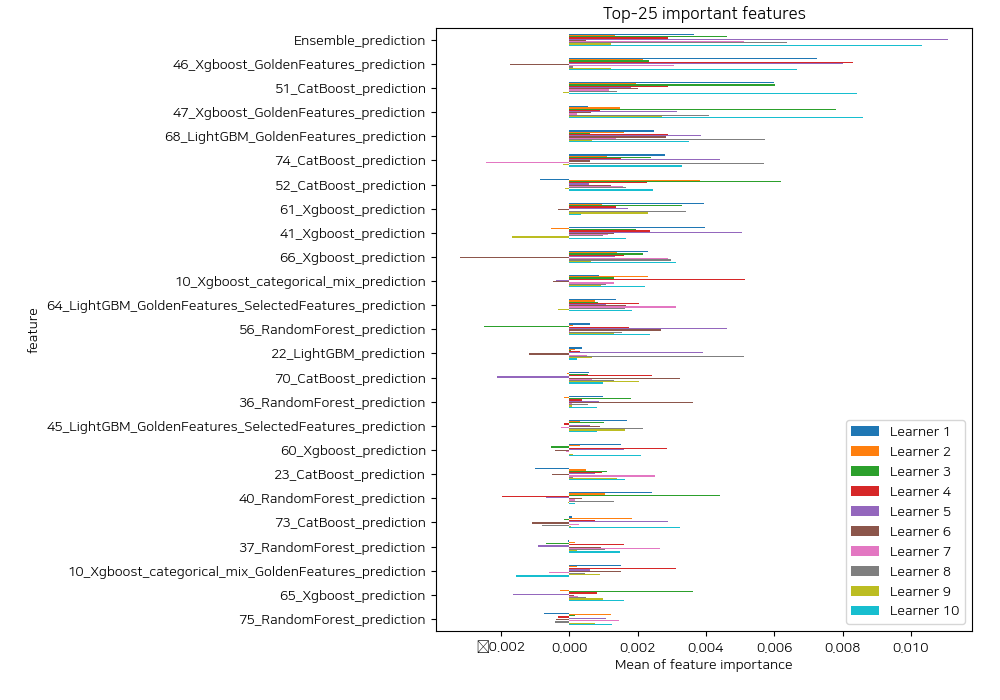 Top-25 important features
Ensemble_prediction
46_Xgboost_GoldenFeatures_prediction
51_CatBoost_prediction
47_Xgboost_GoldenFeatures_prediction
68_LightGBM_GoldenFeatures_prediction
74_CatBoost_prediction
52_CatBoost_prediction
61_Xgboost_prediction
41_Xgboost_prediction
66_Xgboost_prediction
10_Xgboost_categorical_mix_prediction
64_LightGBM_GoldenFeatures_SelectedFeatures_prediction
56_RandomForest_prediction
22_LightGBM_prediction
70_CatBoost_prediction
36_RandomForest_prediction
45_LightGBM_GoldenFeatures_SelectedFeatures_prediction
60_Xgboost_prediction
23_CatBoost_prediction
40_RandomForest_prediction
73_CatBoost_prediction
37_RandomForest_prediction
10_Xgboost_categorical_mix_GoldenFeatures_prediction
65_Xgboost_prediction
75_RandomForest_prediction
feature
Learner 1
Learner 2
Learner 3
Learner 4
Learner 5
Learner 6
Learner 7
Learner 8
Learner 9
Learner 10
0.002 0.000 0.002 0.004 0.006 0.008 0.010
Mean of feature importance